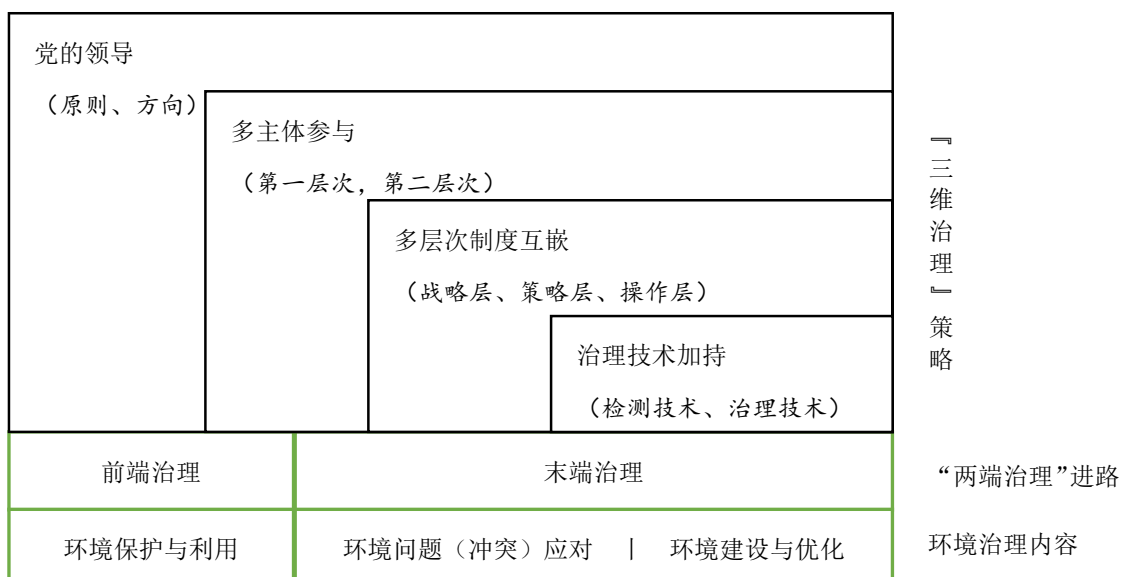 党的领导
（原则、方向）
多主体参与
（第一层次，第二层次）
多层次制度互嵌
（战略层、策略层、操作层）
治理技术加持
（检测技术、治理技术）
『三维治理』策略
前端治理
末端治理
“两端治理”进路
环境保护与利用
环境问题（冲突）应对 | 环境建设与优化
环境治理内容